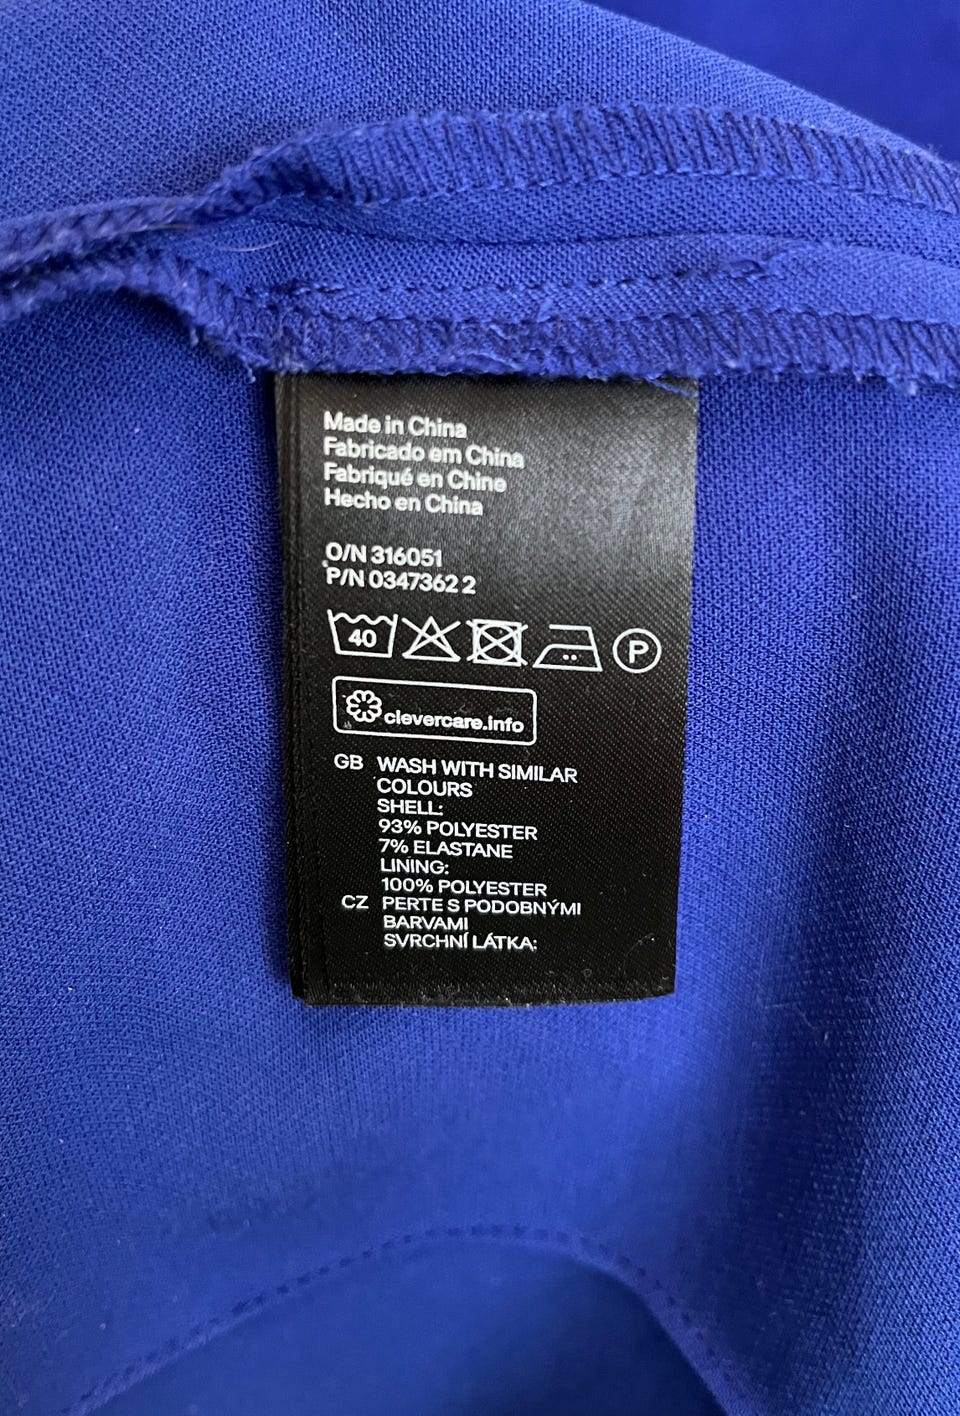 Made in China
Fabricado em China
Fabriqué en Chine
Hecho en China
O/N 316051
P/N 0347362 2
40 P
clevercare.info
GB WASH WITH SIMILAR
COLOURS
SHELL:
93% POLYESTER
7% ELASTANE
LINING:
100% POLYESTER
CZ PERTE S PODOBNÝMI
BARVAMI
SVRCHNÍ LÁTKA: